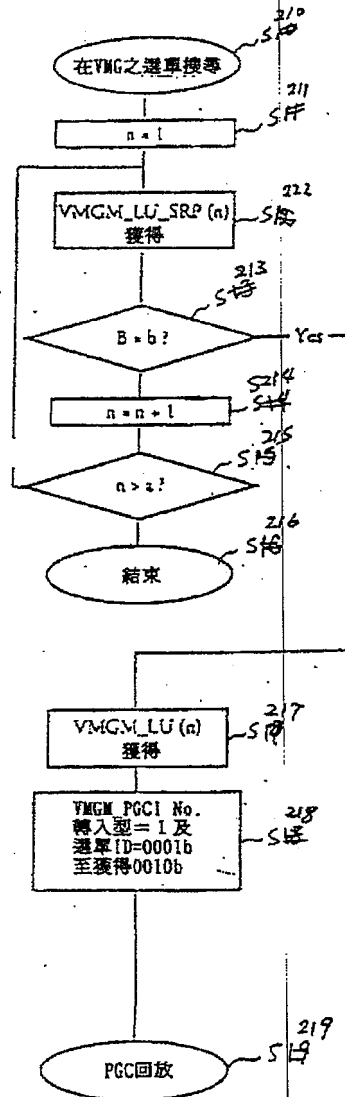 210
在VMG之選單搜尋
211
n = 1
222
VMGM_LU_SRP (n)
獲得
213
B = b ?
Yes
S214
n = n + 1
215
n > a ?
216
結束
217
VMGM_LU (n)
獲得
VMGM_PGCI No.
218
轉入型＝1 及
選單ID=0001b
至獲得0010b
219
PGC回放